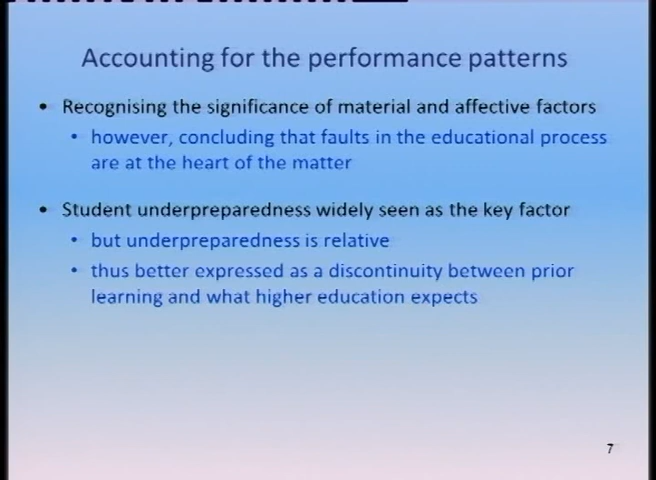 Accounting for the performance patterns
• Recognising the significance of material and affective factors
• however, concluding that faults in the educational process
are at the heart of the matter
• Student underpreparedness widely seen as the key factor
• but underpreparedness is relative
• thus better expressed as a discontinuity between prior
learning and what higher education expects
7